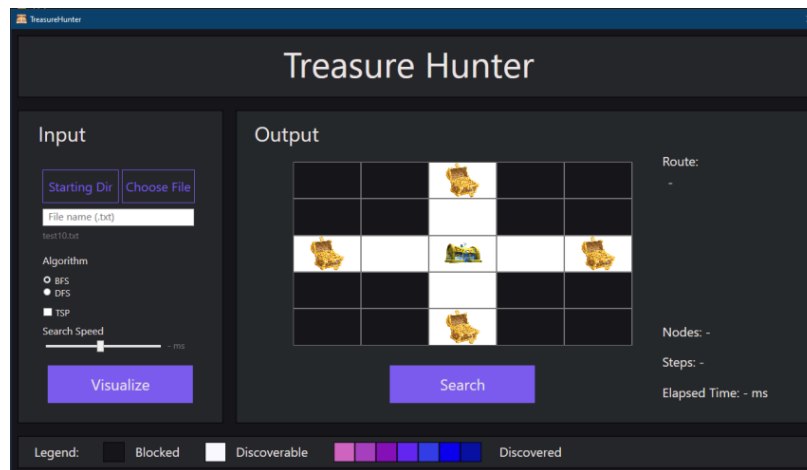 TreasureHunter
Treasure Hunter
Input
Starting Dir
Choose File
File name (.txt)
test10.txt
Algorithm
BFS
DFS
TSP
Search Speed
- ms
Visualize
Output
Search
Route:
-
Nodes: -
Steps: -
Elapsed Time: - ms
Legend:
Blocked
Discoverable
Discovered